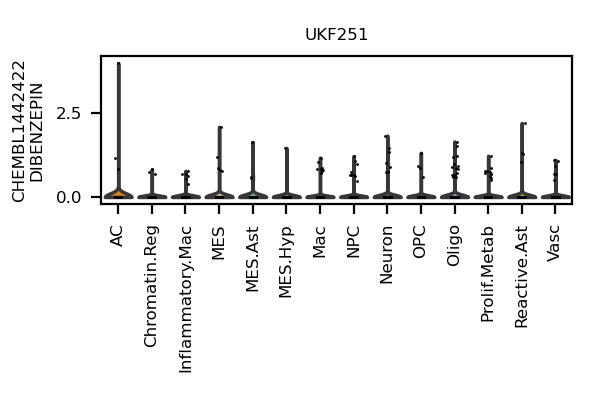 UKF251
CHEMBL1442422
DIBENZEPIN
2.5
0.0
AC
Chromatin.Reg
Inflammatory.Mac
MES
MES.Ast
MES.Hyp
Mac
NPC
Neuron
OPC
Oligo
Prolif.Metab
Reactive.Ast
Vasc